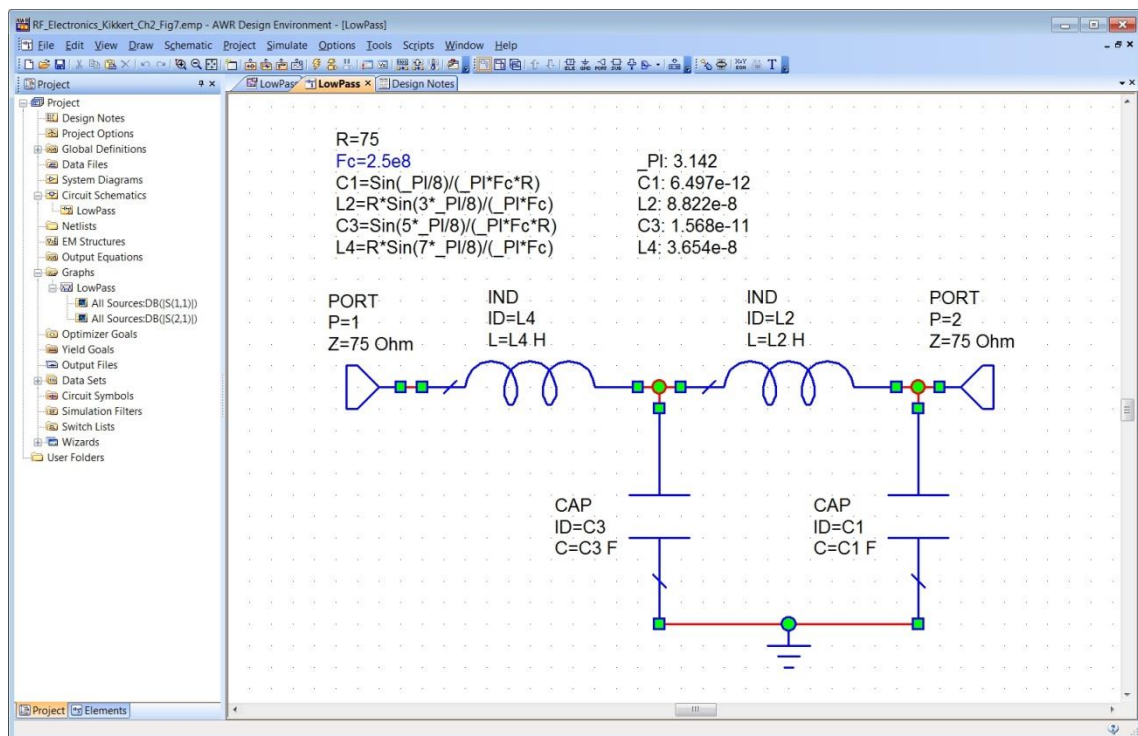 RF_Electronics_Kikkert_Ch2_Fig7.emp - AWR Design Environment - [LowPass]
File Edit View Draw Schematic Project Simulate Options Tools Scripts Window Help
Project
LowPas
LowPass
Design Notes
Project
Design Notes
Project Options
Global Definitions
Data Files
System Diagrams
Circuit Schematics
LowPass
Netlists
EM Structures
Output Equations
Graphs
LowPass
All Sources:DB(|S(1,1)|)
All Sources:DB(|S(2,1)|)
Optimizer Goals
Yield Goals
Output Files
Data Sets
Circuit Symbols
Simulation Filters
Switch Lists
Wizards
User Folders
Project Elements
R=75
Fc=2.5e8
C1=Sin(_PI/8)/(_PI*Fc*R)
L2=R*Sin(3*_PI/8)/(_PI*Fc)
C3=Sin(5*_PI/8)/(_PI*Fc*R)
L4=R*Sin(7*_PI/8)/(_PI*Fc)
_PI: 3.142
C1: 6.497e-12
L2: 8.822e-8
C3: 1.568e-11
L4: 3.654e-8
PORT
P=1
Z=75 Ohm
IND
ID=L4
L=L4 H
IND
ID=L2
L=L2 H
PORT
P=2
Z=75 Ohm
CAP
ID=C3
C=C3 F
CAP
ID=C1
C=C1 F